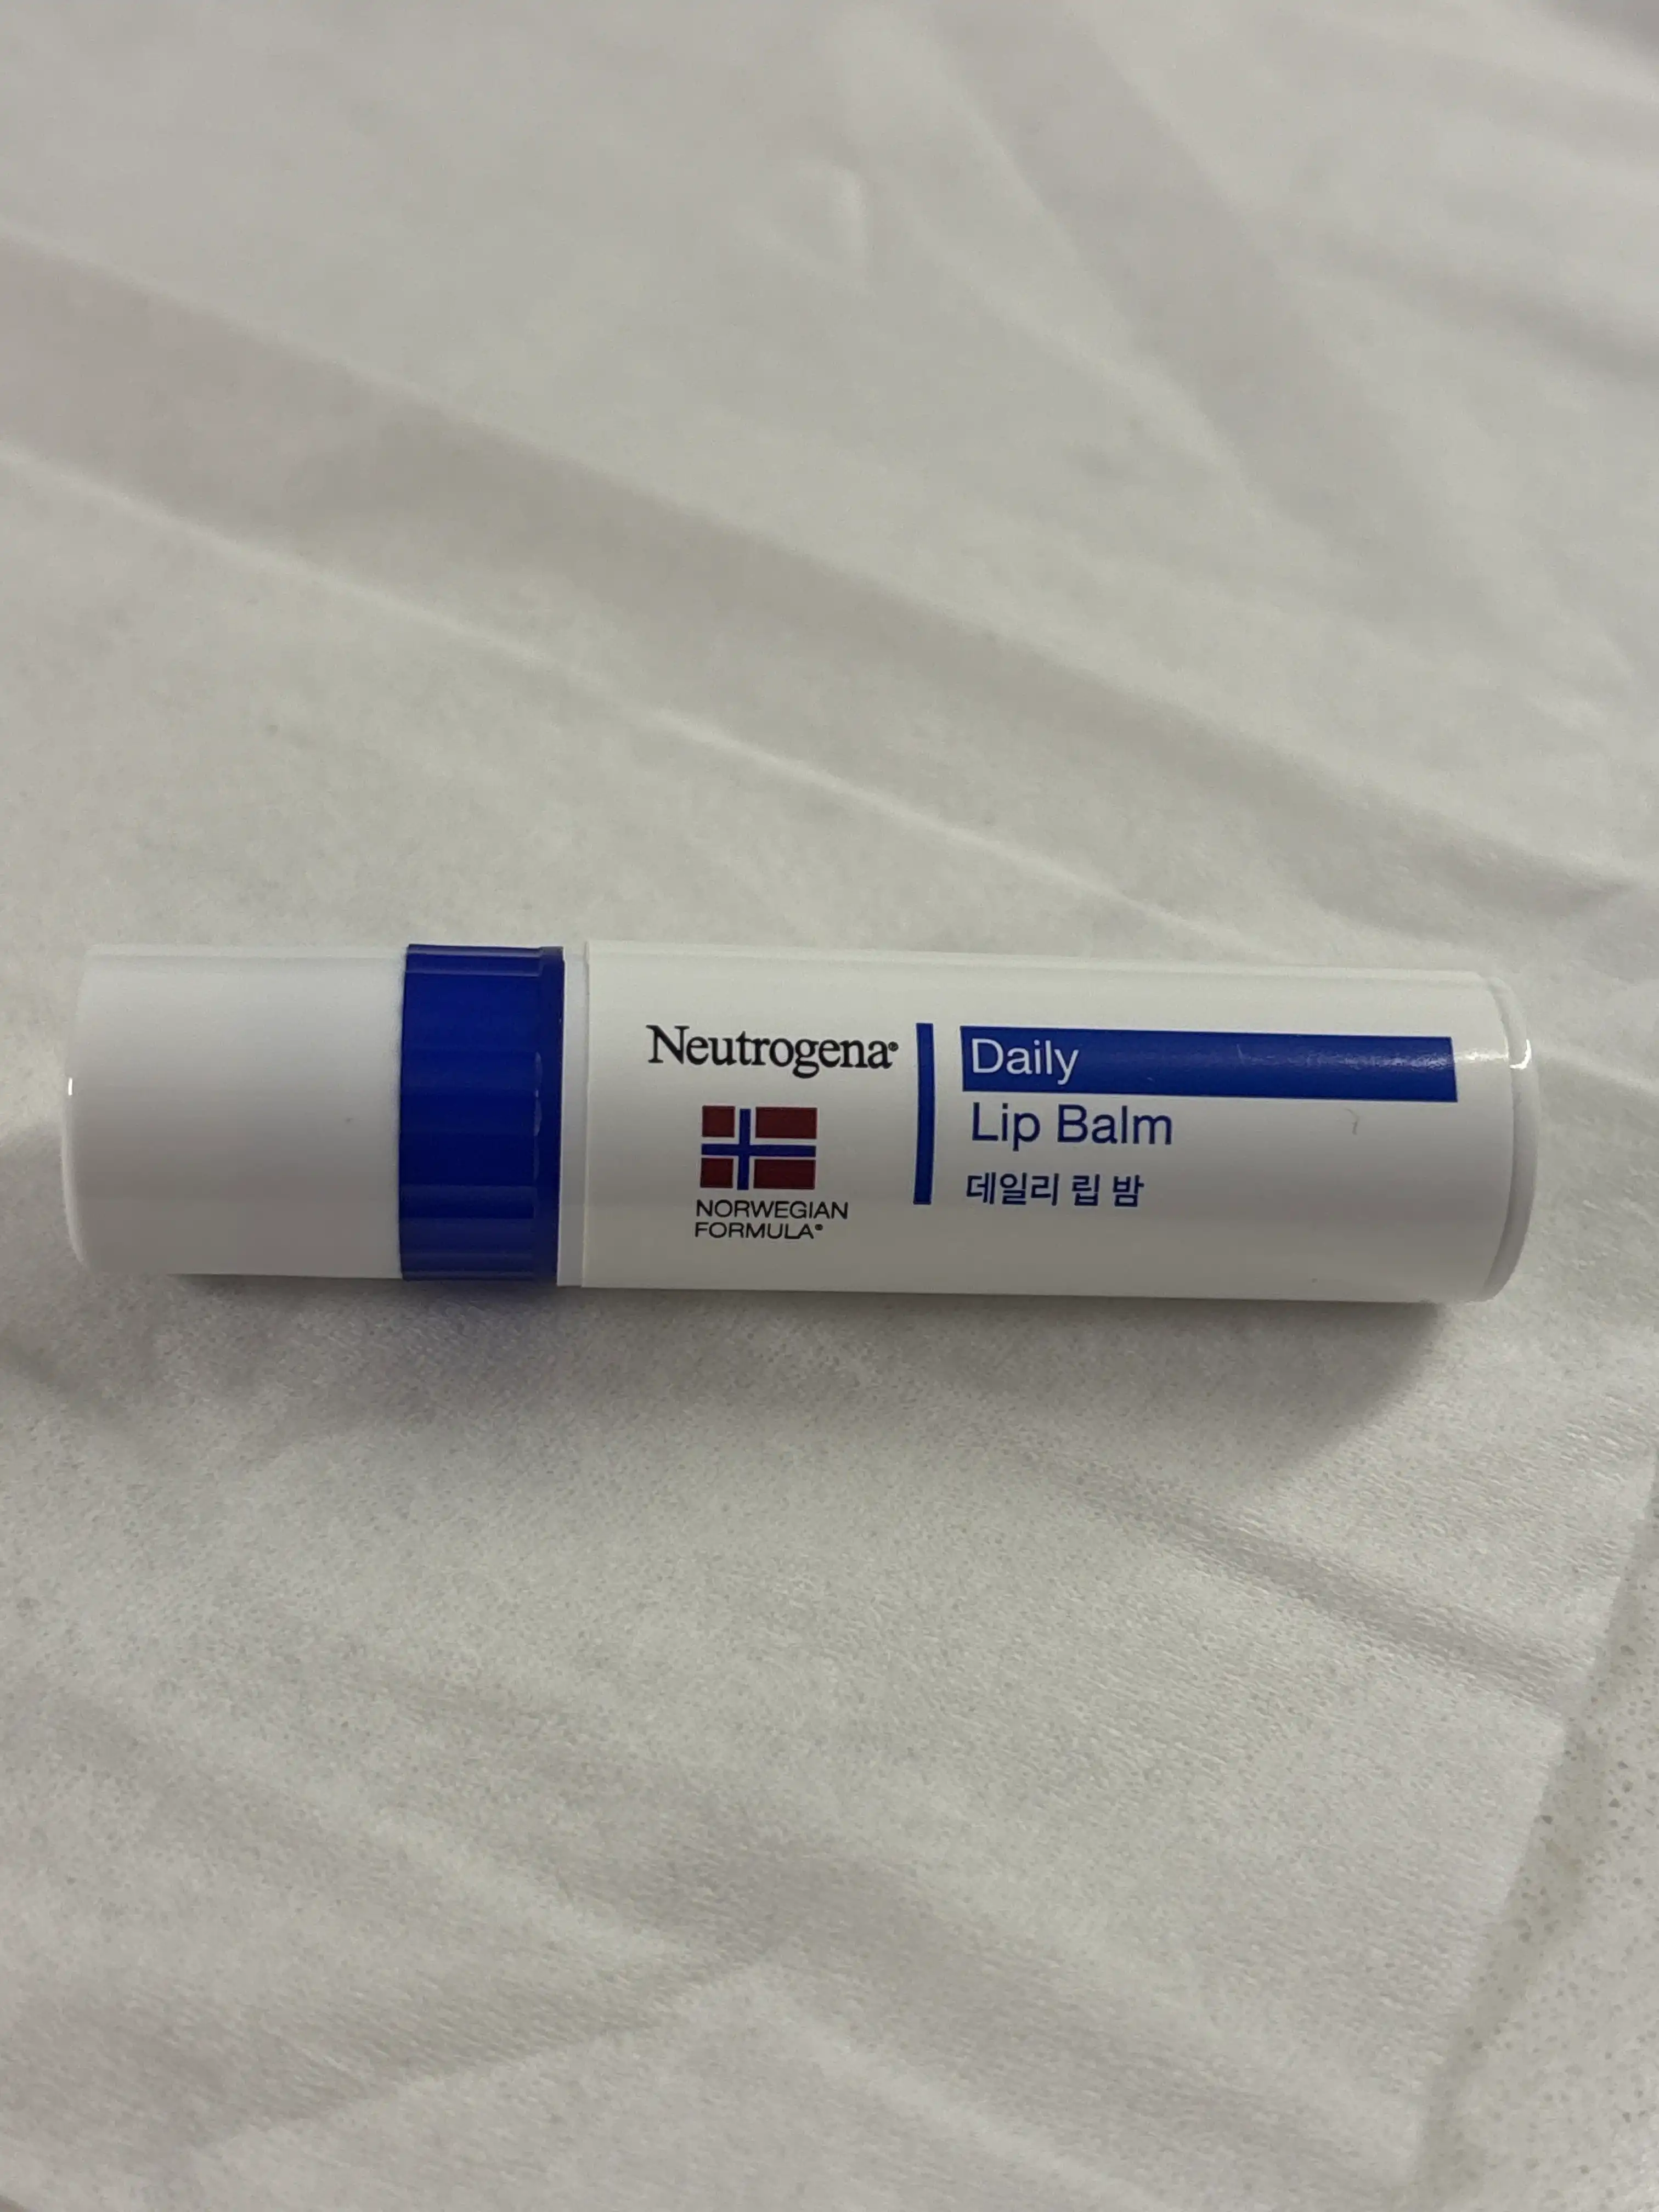 Neutrogena®
NORWEGIAN
FORMULA®
Daily
Lip Balm
데일리 립 밤